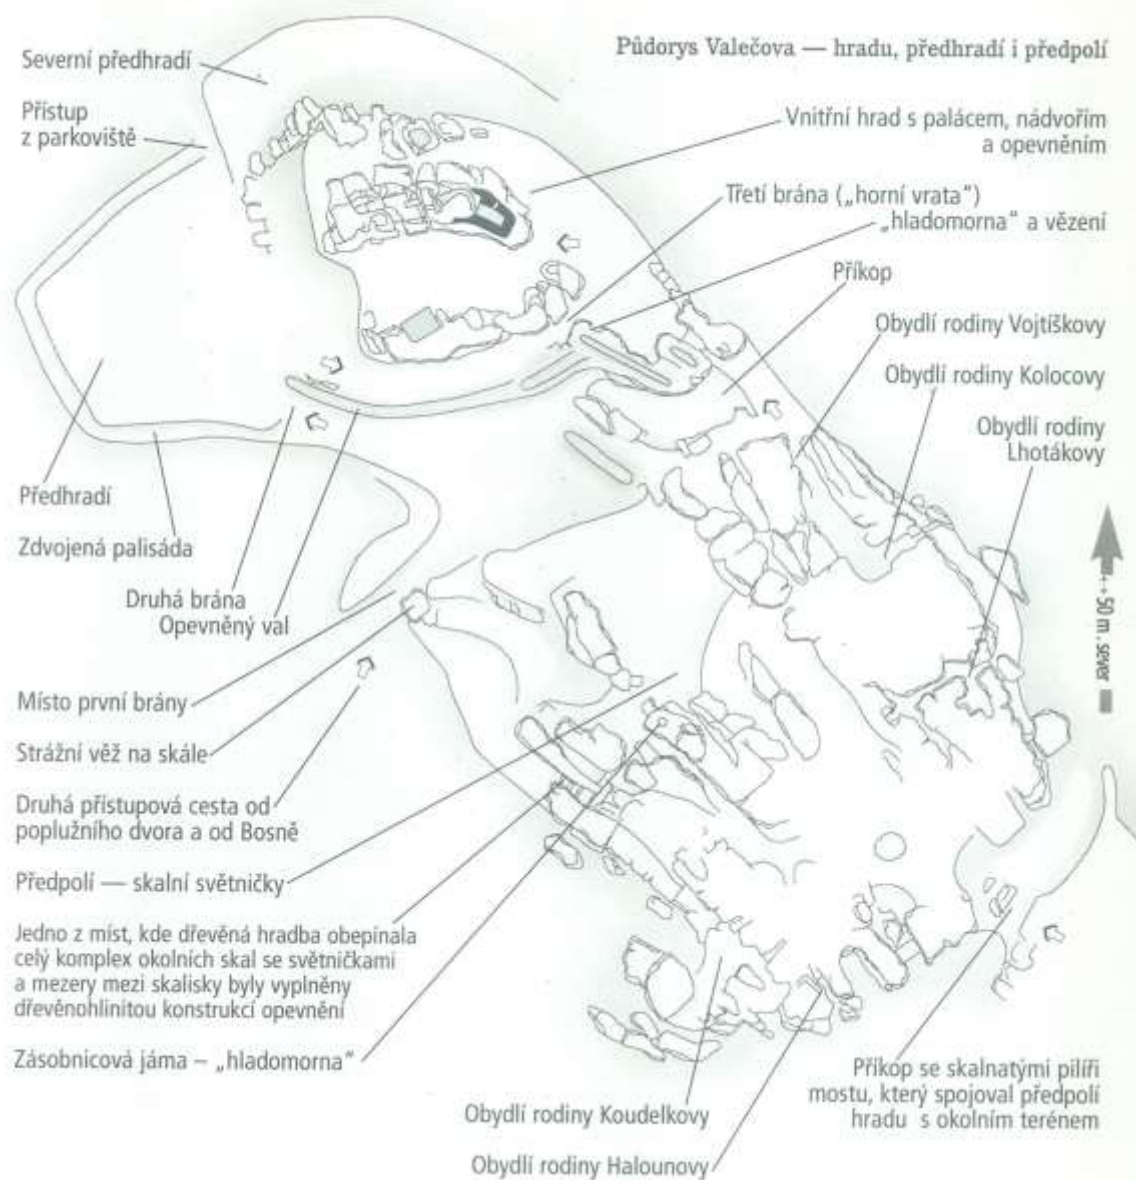 Půdorys Valečova — hradu, předhradí i předpolí
Severní předhradí
Přístup
z parkoviště
Vnitřní hrad s palácem, nádvořím
a opevněním
Třetí brána („horní vrata“)
„hladomorna“ a vězení
Příkop
Obydlí rodiny Vojtíškovy
Obydlí rodiny Kolocovy
Obydlí rodiny
Lhotákovy
Předhradí
Zdvojená palisáda
Druhá brána
Opevněný val
50 m. sever
Místo první brány
Strážní věž na skále
Druhá přístupová cesta od
poplužního dvora a od Bosně
Předpolí — skalní světničky
Jedno z míst, kde dřevěná hradba obepínala
celý komplex okolních skal se světničkami
a mezery mezi skalisky byly vyplněny
dřevěnohlinitou konstrukcí opevnění
Zásobnicová jáma – „hladomorna“
Příkop se skalnatými pilíři
mostu, který spojoval předpolí
hradu s okolním terénem
Obydlí rodiny Koudelkovy
Obydlí rodiny Halounovy